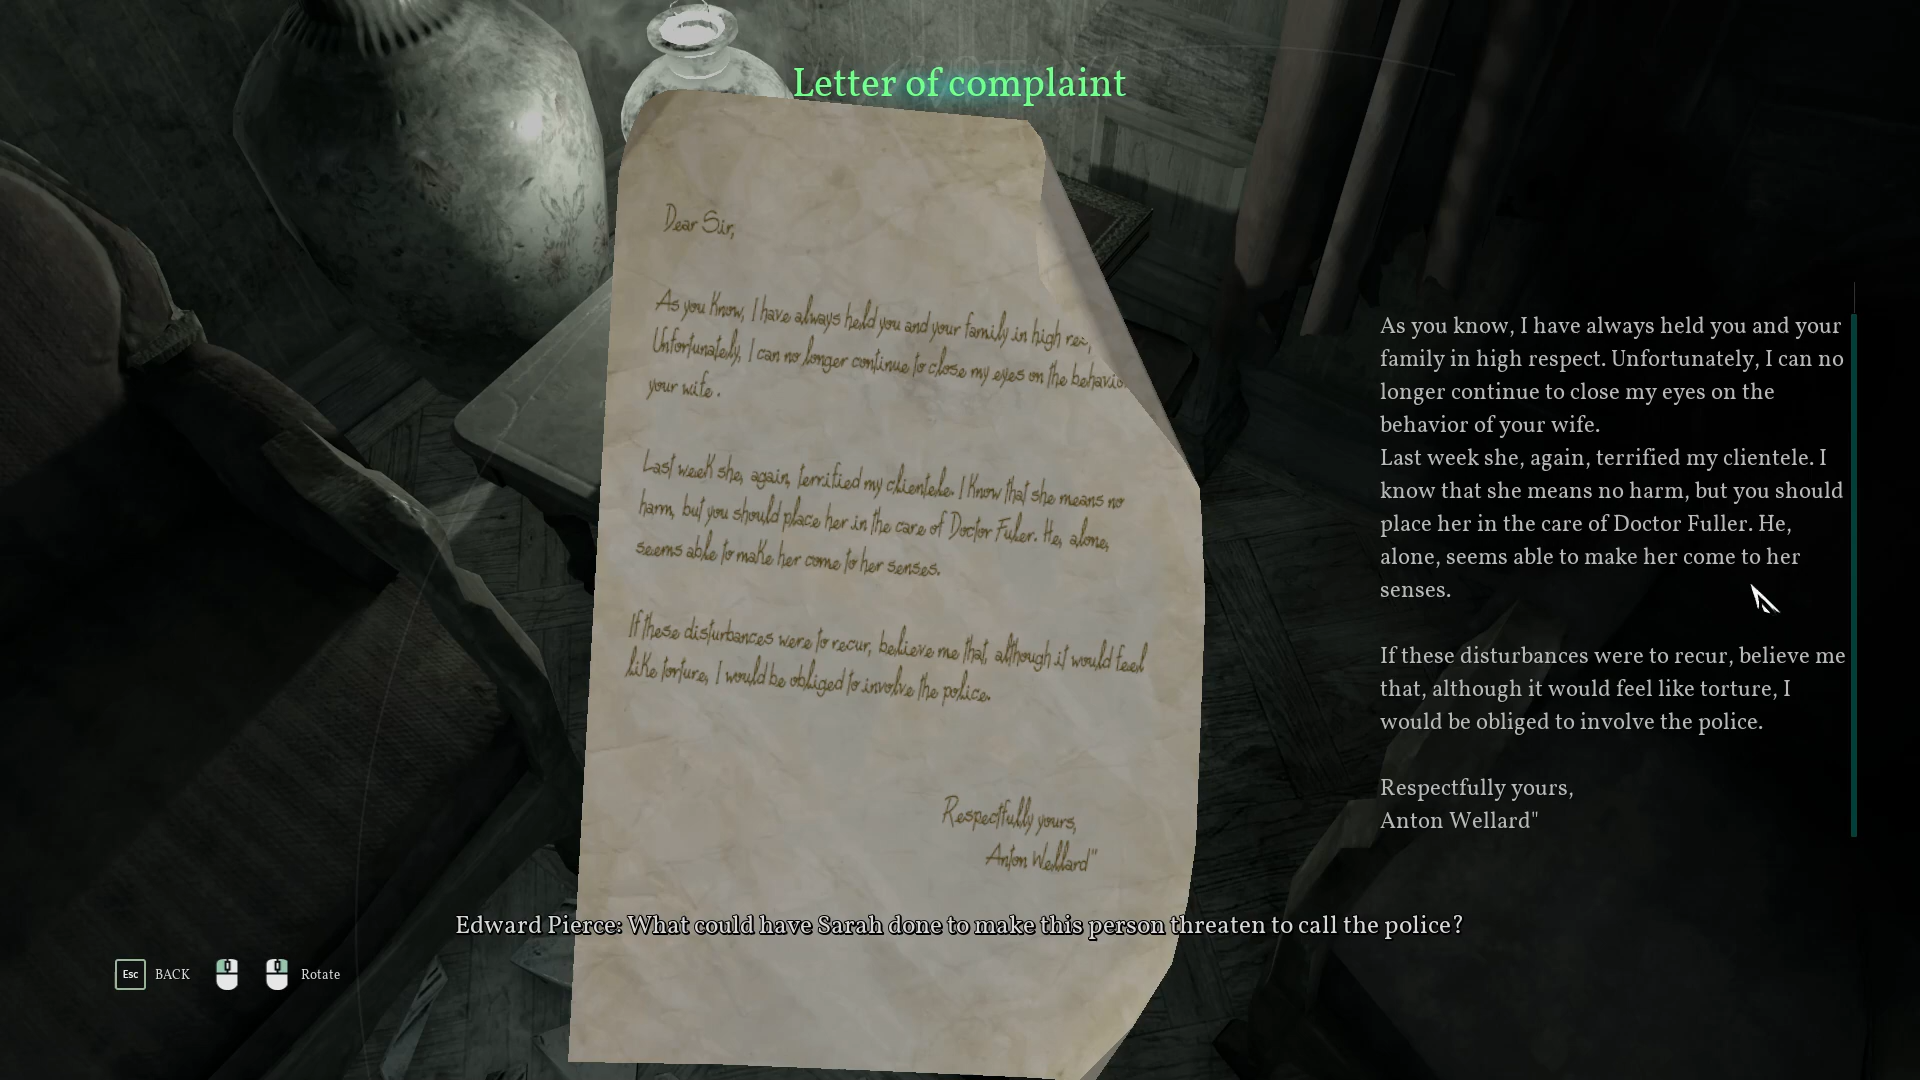 Letter of complaint
Dear Sir,
As you know, I have always held you and your family in high
Unfortunately, I can no longer continue to close my eyes on the behavio
your wife.
Last week she, again, terrified my clientele. I know that she means no
harm, but you should place her in the care of Doctor Fuller. He, alone,
seems able to make her come to her senses.
If these disturbances were to recur, believe me that, although it would feel
like torture, I would be obliged to involve the police.
Respectfully yours,
Anton Wellard"
As you know, I have always held you and your
family in high respect. Unfortunately, I can no
longer continue to close my eyes on the
behavior of your wife.
Last week she, again, terrified my clientele. I
know that she means no harm, but you should
place her in the care of Doctor Fuller. He,
alone, seems able to make her come to her
senses.
If these disturbances were to recur, believe me
that, although it would feel like torture, I
would be obliged to involve the police.
Respectfully yours,
Anton Wellard"
Edward Pierce: What could have Sarah done to make this person threaten to call the police?
Esc BACK Rotate